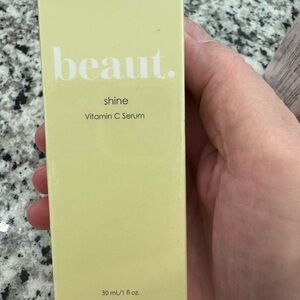 beaut.
shine
Vitamin C Serum
30 mL/1 fl oz.